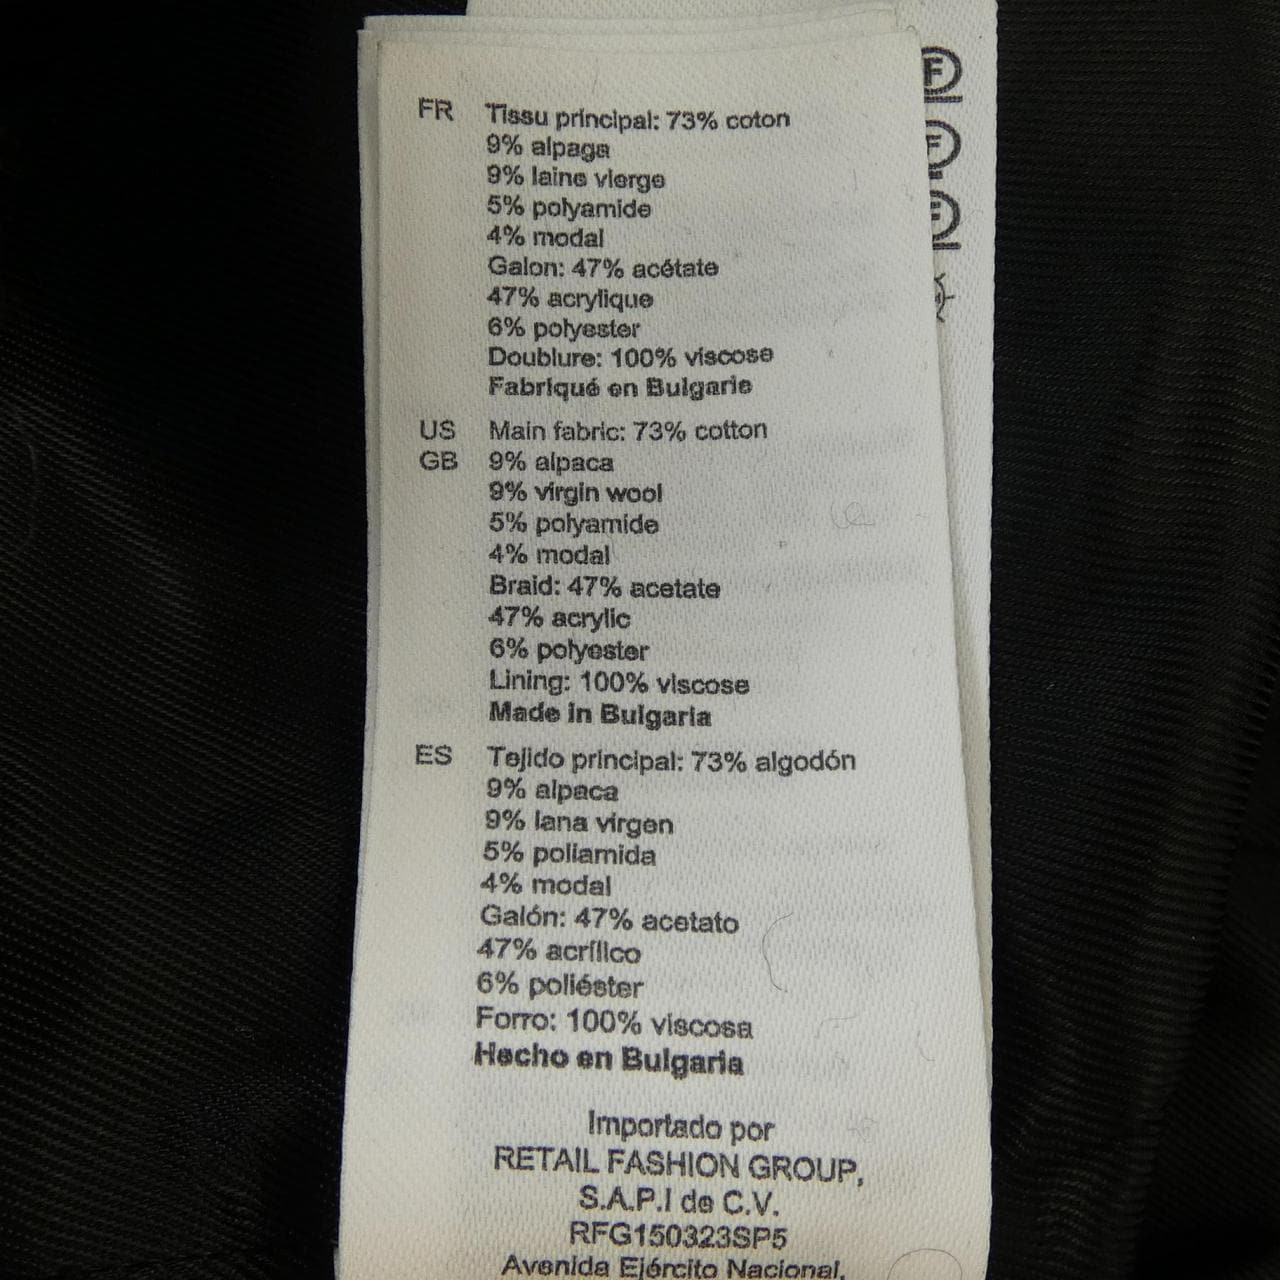 FR Tissu principal: 73% coton
9% alpaga
9% laine vierge
5% polyamide
4% modal
Galon: 47% acétate
47% acrylique
6% polyester
Doublure: 100% viscose
Fabriqué en Bulgarie
US Main fabric: 73% cotton
GB 9% alpaca
9% virgin wool
5% polyamide
4% modal
Braid: 47% acetate
47% acrylic
6% polyester
Lining: 100% viscose
Made in Bulgaria
ES Tejido principal: 73% algodón
9% alpaca
9% lana virgen
5% poliamida
4% modal
Galón: 47% acetato
47% acrílico
6% poliéster
Forro: 100% viscosa
Hecho en Bulgaria
Importado por
RETAIL FASHION GROUP,
S.A.P.I de C.V.
RFG150323SP5
Avenida Ejército Nacional,
F
F
F